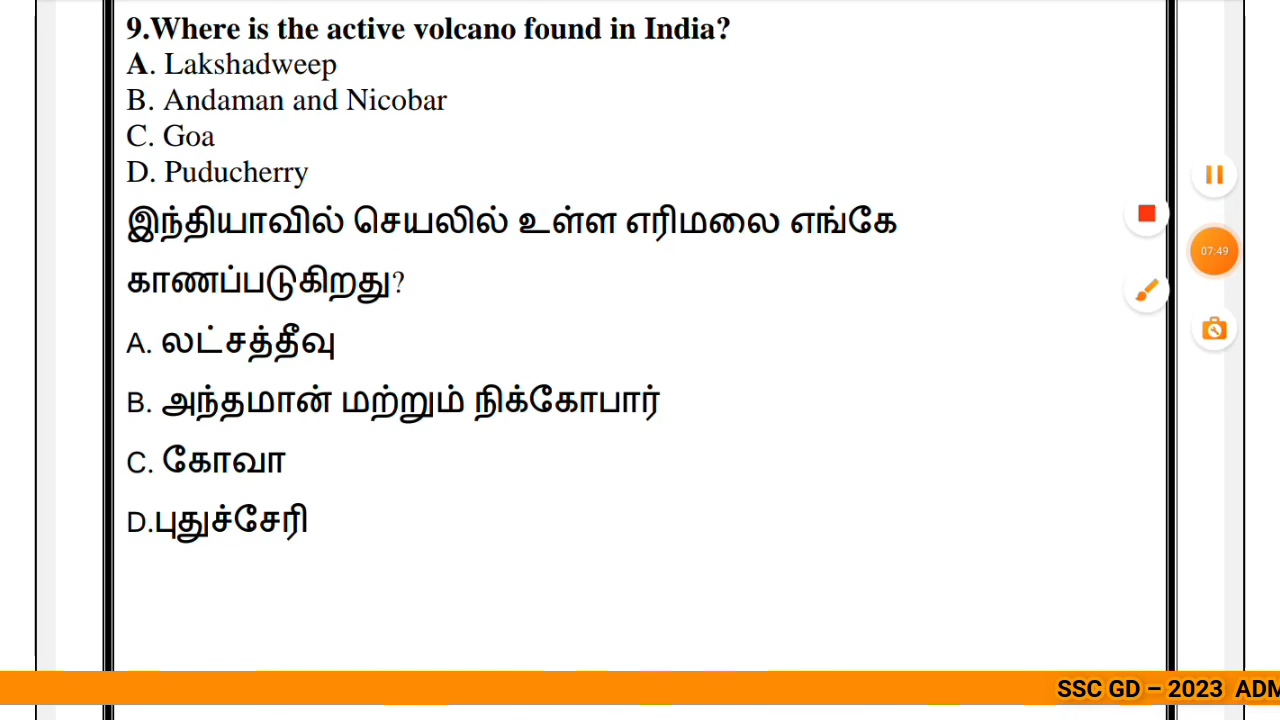 9.Where is the active volcano found in India?
A. Lakshadweep
B. Andaman and Nicobar
C. Goa
D. Puducherry
இந்தியாவில் செயலில் உள்ள எரிமலை எங்கே
காணப்படுகிறது?
A. லட்சத்தீவு
B. அந்தமான் மற்றும் நிக்கோபார்
C. கோவா
D.புதுச்சேரி
07:49
SSC GD – 2023 ADM